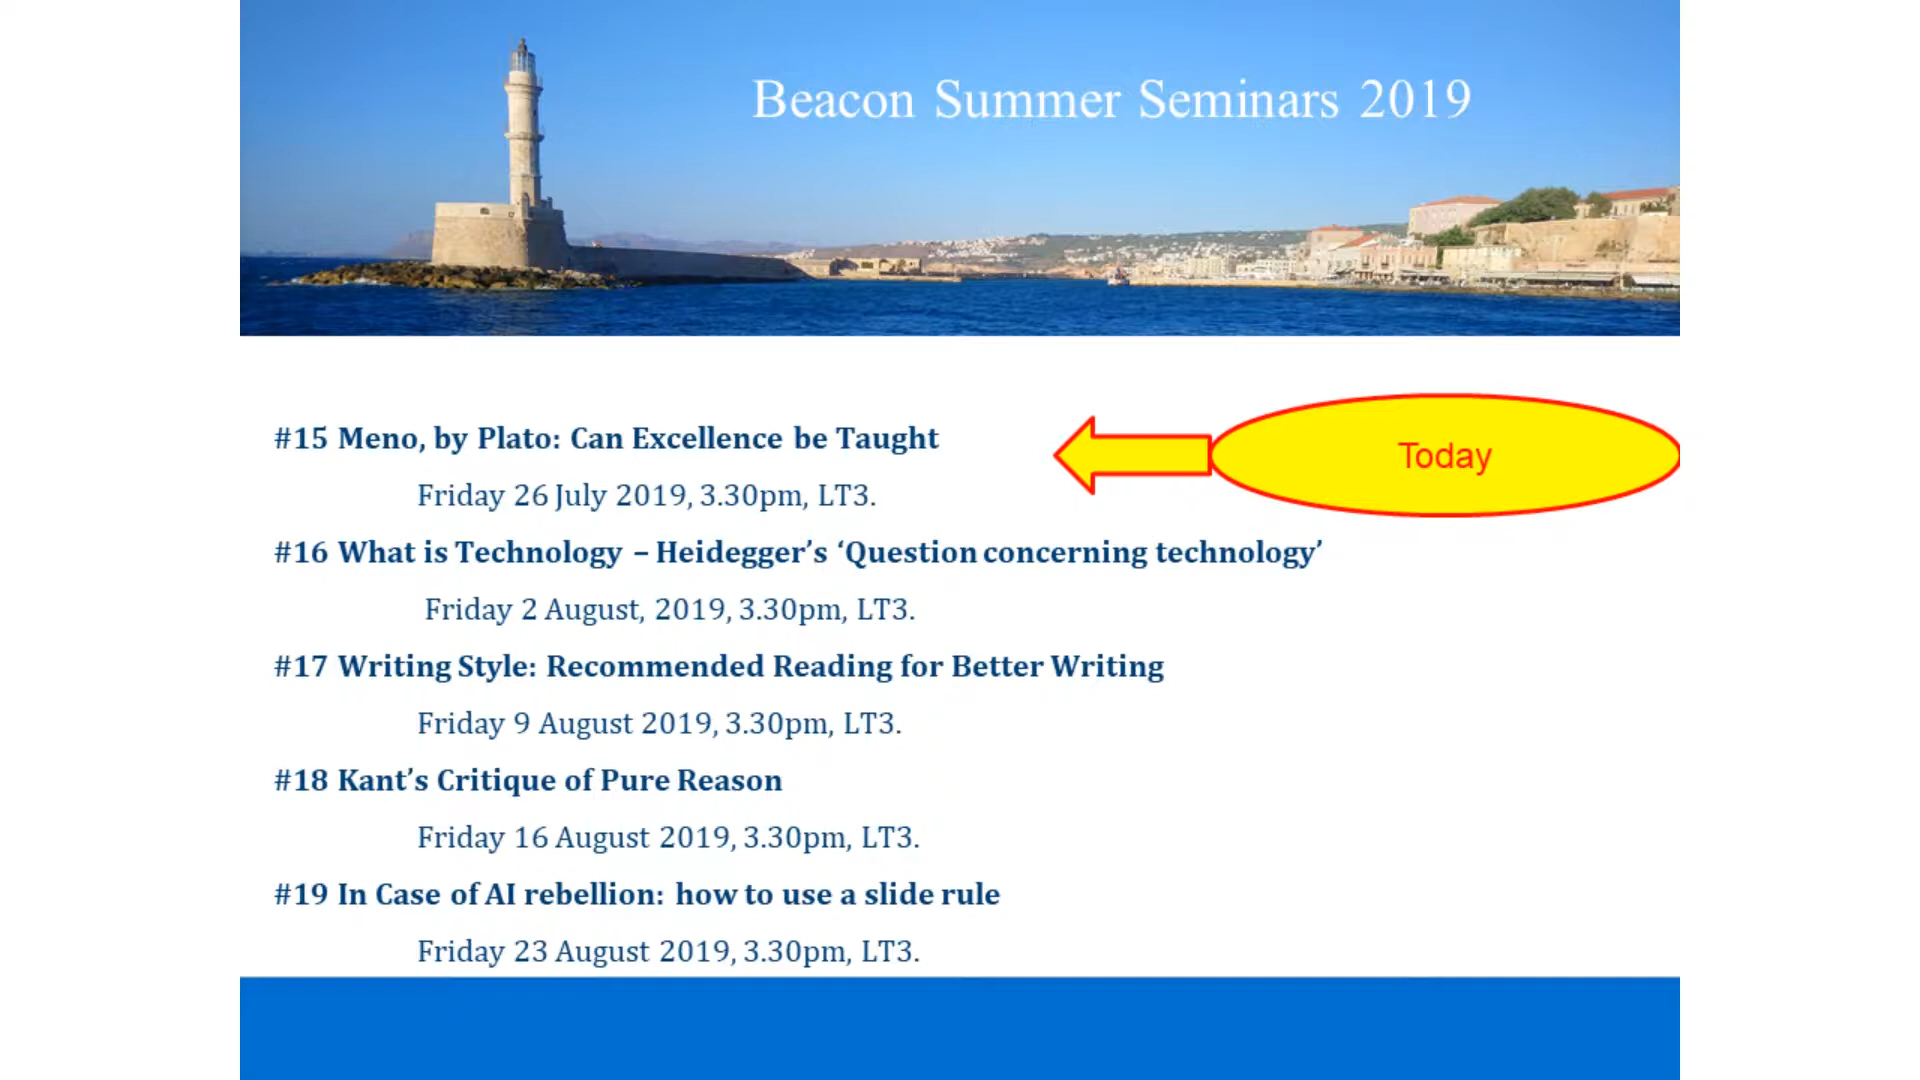 Beacon Summer Seminars 2019
#15 Meno, by Plato: Can Excellence be Taught
Today
Friday 26 July 2019, 3.30pm, LT3.
#16 What is Technology – Heidegger’s ‘Question concerning technology’
Friday 2 August, 2019, 3.30pm, LT3.
#17 Writing Style: Recommended Reading for Better Writing
Friday 9 August 2019, 3.30pm, LT3.
#18 Kant’s Critique of Pure Reason
Friday 16 August 2019, 3.30pm, LT3.
#19 In Case of AI rebellion: how to use a slide rule
Friday 23 August 2019, 3.30pm, LT3.